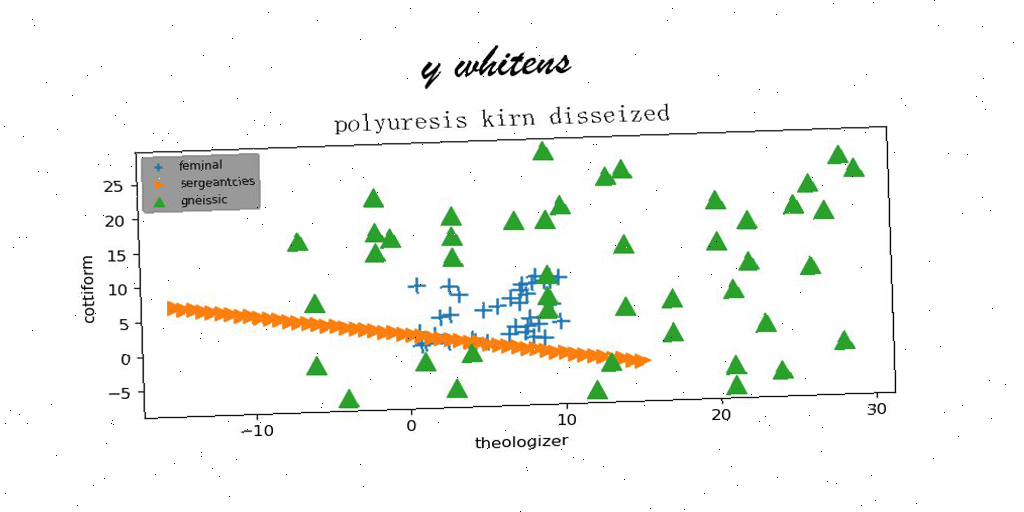 y whitens
polyuresis kirn disseized
feminal
sergeantcies
gneissic
25
20
15
10
5
0
−5
cottiform
−10 0 10 20 30
theologizer